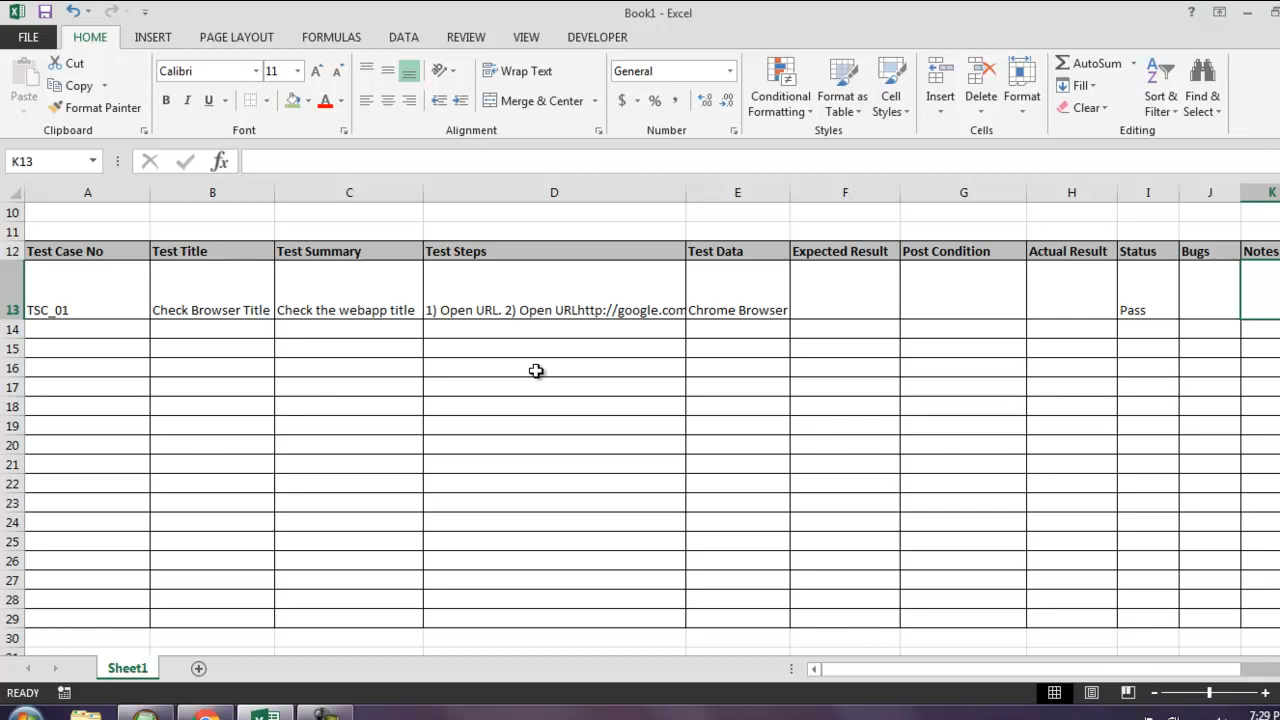 Book1 - Excel
?
FILE HOME INSERT PAGE LAYOUT FORMULAS DATA REVIEW VIEW DEVELOPER
Paste
Cut
Copy
Format Painter
Clipboard
Calibri 11
B I U A
Font
Wrap Text
Merge & Center
Alignment
General
$ % ,
Number
Conditional Formatting
Format as Table
Cell Styles
Styles
Insert
Delete
Format
Cells
AutoSum
Fill
Clear
Sort & Filter
Find & Select
Editing
K13 fx
A B C D E F G H I J K
10
11
12 Test Case No Test Title Test Summary Test Steps Test Data Expected Result Post Condition Actual Result Status Bugs Notes
13 TSC_01 Check Browser Title Check the webapp title 1) Open URL. 2) Open URLhttp://google.com Chrome Browser Pass
14
15
16
17
18
19
20
21
22
23
24
25
26
27
28
29
30
Sheet1
READY
7:29 P